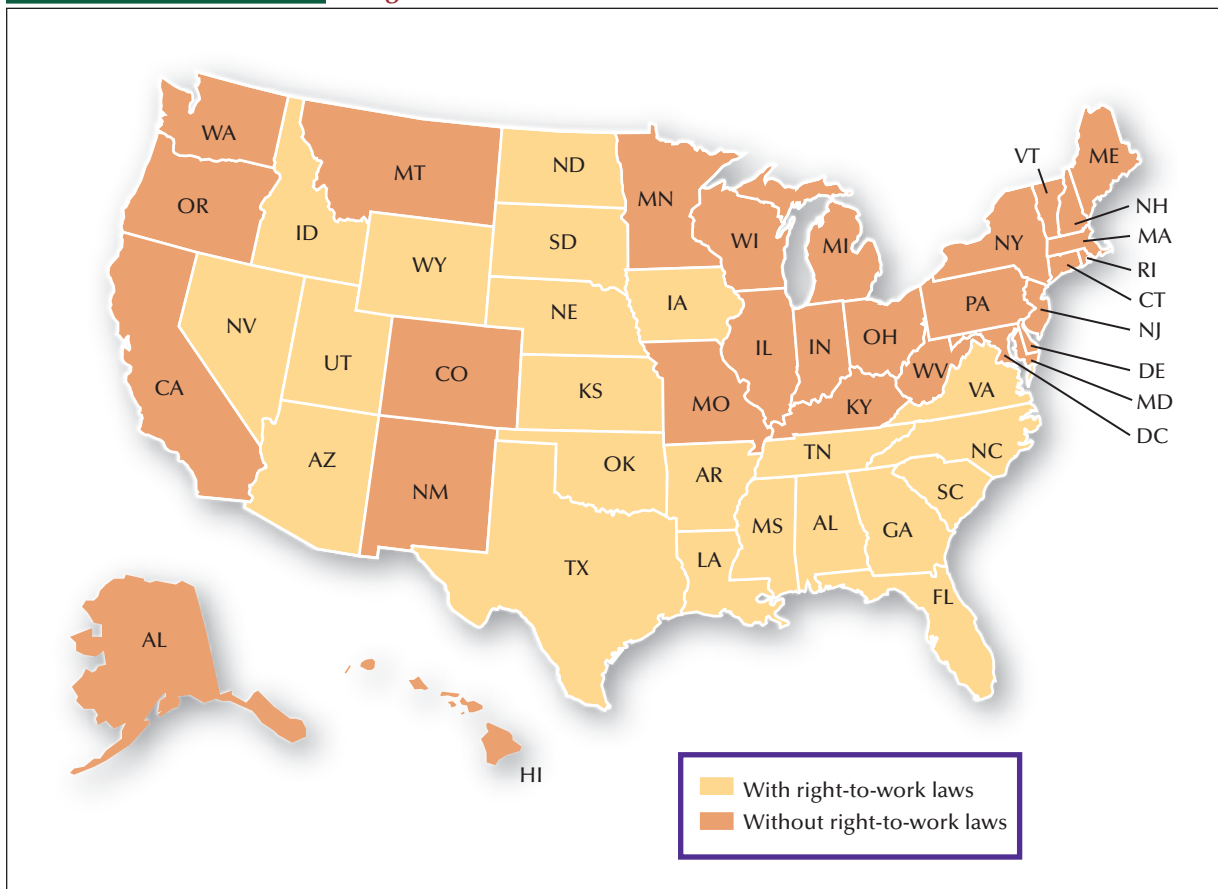 WA
MT
ND
MN
VT
ME
OR
ID
SD
WI
MI
NY
NH
MA
WY
RI
IA
PA
CT
NV
NE
NJ
UT
CO
IL
IN
OH
DE
CA
KS
MO
WV
VA
MD
KY
DC
AZ
OK
TN
NC
NM
AR
SC
MS
AL
GA
TX
LA
FL
AL
HI
With right-to-work laws
Without right-to-work laws